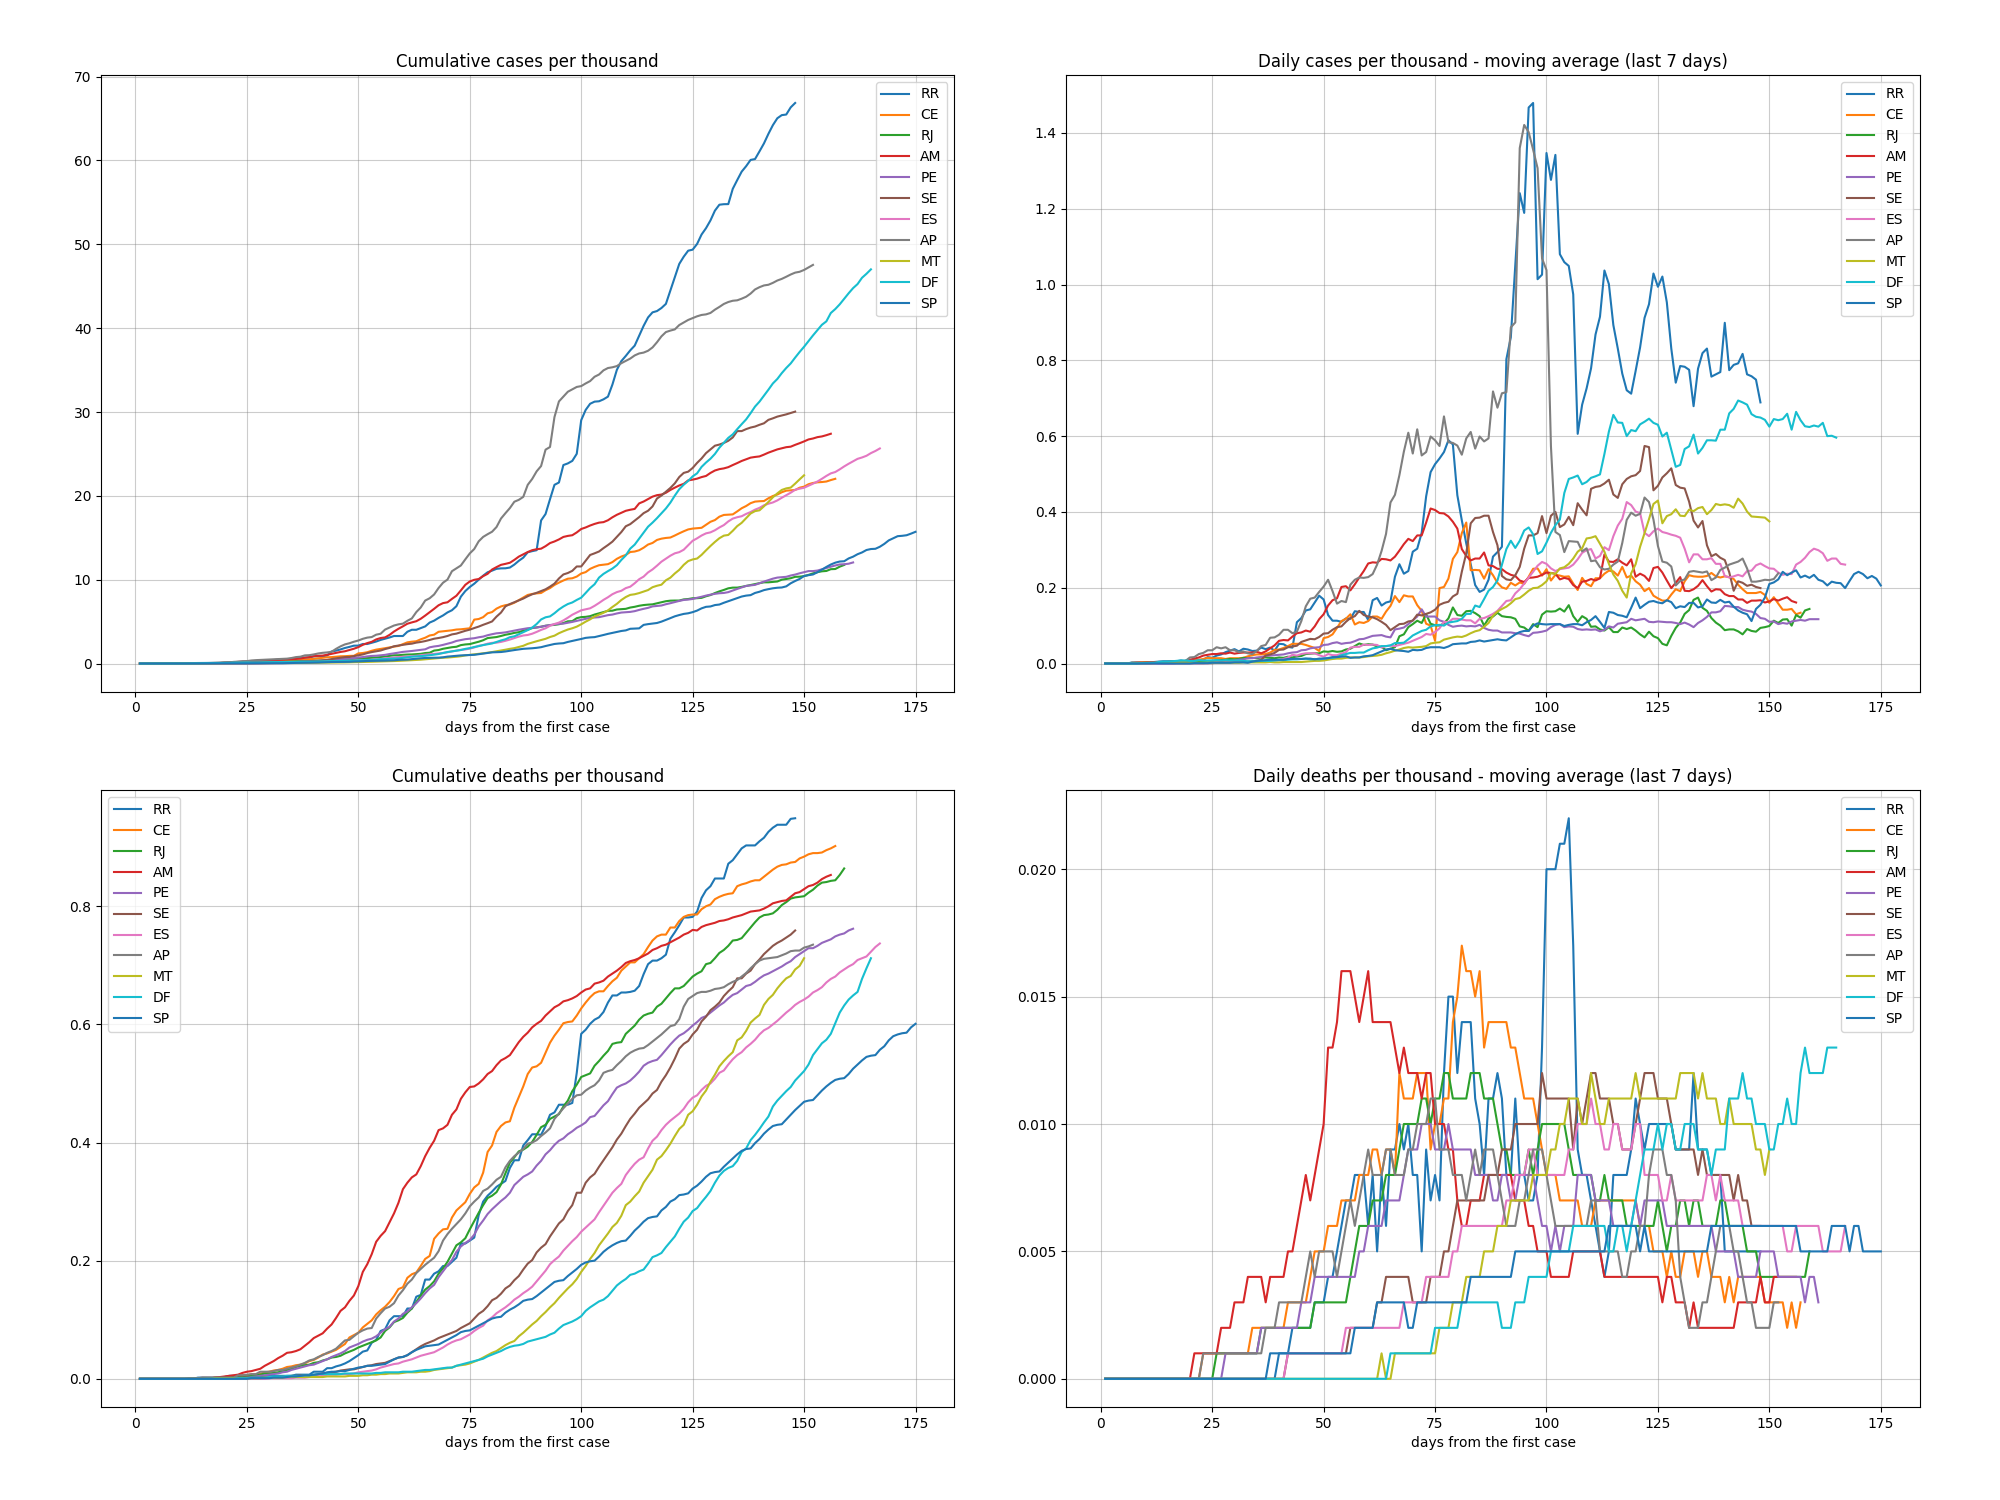 Cumulative cases per thousand
70
60
50
40
30
20
10
0
0 25 50 75 100 125 150 175
days from the first case
RR
CE
RJ
AM
PE
SE
ES
AP
MT
DF
SP
Daily cases per thousand - moving average (last 7 days)
1.4
1.2
1.0
0.8
0.6
0.4
0.2
0.0
0 25 50 75 100 125 150 175
days from the first case
RR
CE
RJ
AM
PE
SE
ES
AP
MT
DF
SP
Cumulative deaths per thousand
0.8
0.6
0.4
0.2
0.0
0 25 50 75 100 125 150 175
days from the first case
RR
CE
RJ
AM
PE
SE
ES
AP
MT
DF
SP
Daily deaths per thousand - moving average (last 7 days)
0.020
0.015
0.010
0.005
0.000
0 25 50 75 100 125 150 175
days from the first case
RR
CE
RJ
AM
PE
SE
ES
AP
MT
DF
SP